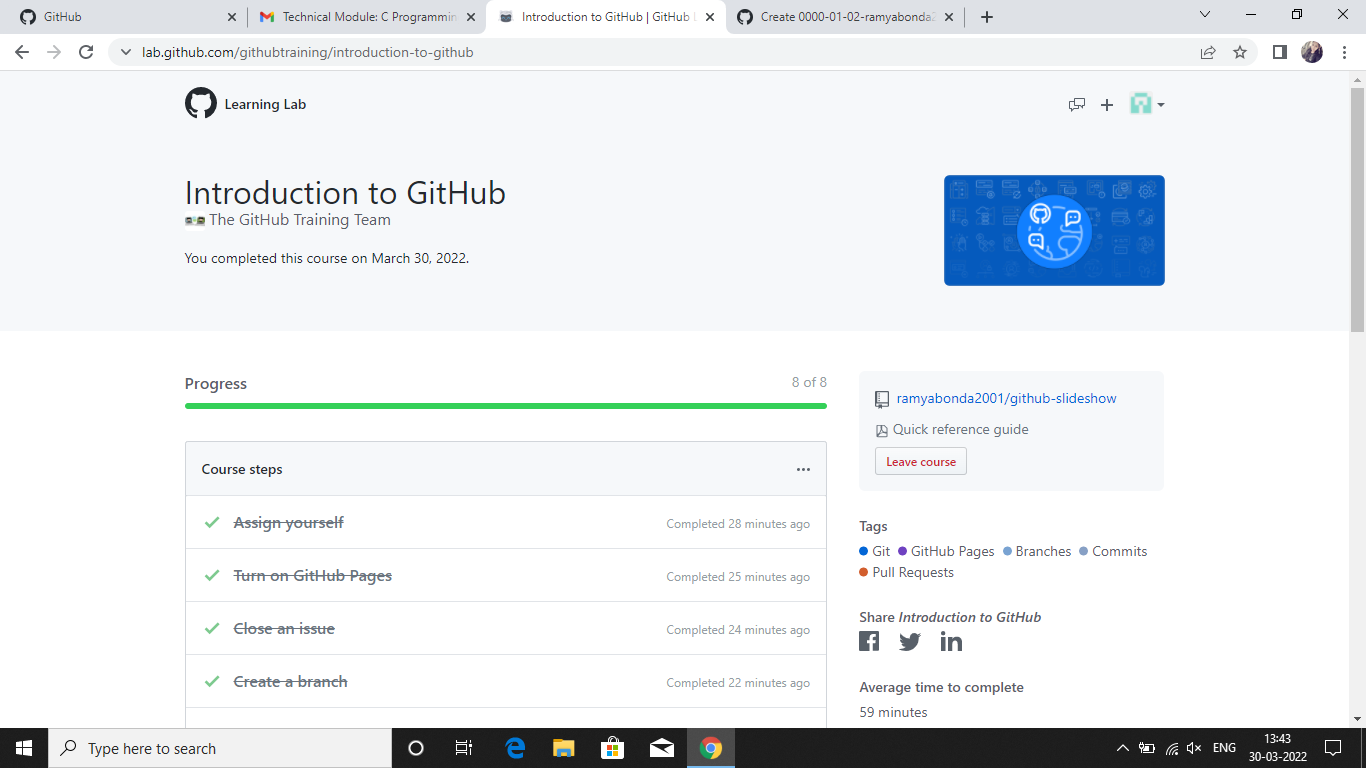 GitHub
Technical Module: C Programmin
Introduction to GitHub | GitHub L
Create 0000-01-02-ramyabonda2
lab.github.com/githubtraining/introduction-to-github
Learning Lab
Introduction to GitHub
The GitHub Training Team
You completed this course on March 30, 2022.
Progress
8 of 8
Course steps
Assign yourself
Completed 28 minutes ago
Turn on GitHub Pages
Completed 25 minutes ago
Close an issue
Completed 24 minutes ago
Create a branch
Completed 22 minutes ago
ramyabonda2001/github-slideshow
Quick reference guide
Leave course
Tags
Git GitHub Pages Branches Commits
Pull Requests
Share Introduction to GitHub
Average time to complete
59 minutes
Type here to search
ENG
13:43
30-03-2022